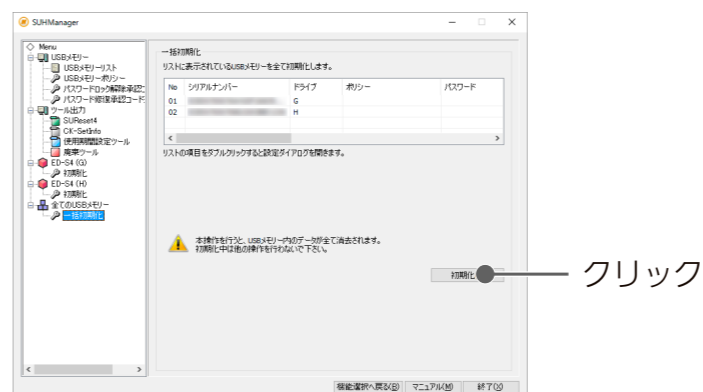 SUHManager
Menu
USBメモリー
USBメモリーリスト
USBメモリーポリシー
パスワードロック解除承認コ
パスワード修復承認コード
ツール出力
SUReset4
CK-SetInfo
使用期間設定ツール
廃棄ツール
ED-S4 (G)
初期化
ED-S4 (H)
初期化
全てのUSBメモリー
一括初期化
一括初期化
リストに表示されているUSBメモリーを全て初期化します。
No シリアルナンバー ドライブ ポリシー パスワード
01 G
02 H
リストの項目をダブルクリックすると設定ダイアログを開きます。
本操作を行うと、USBメモリー内のデータが全て消去されます。
初期化中は他の操作を行わないで下さい。
初期化
クリック
機能選択へ戻る(B) マニュアル(M) 終了(X)